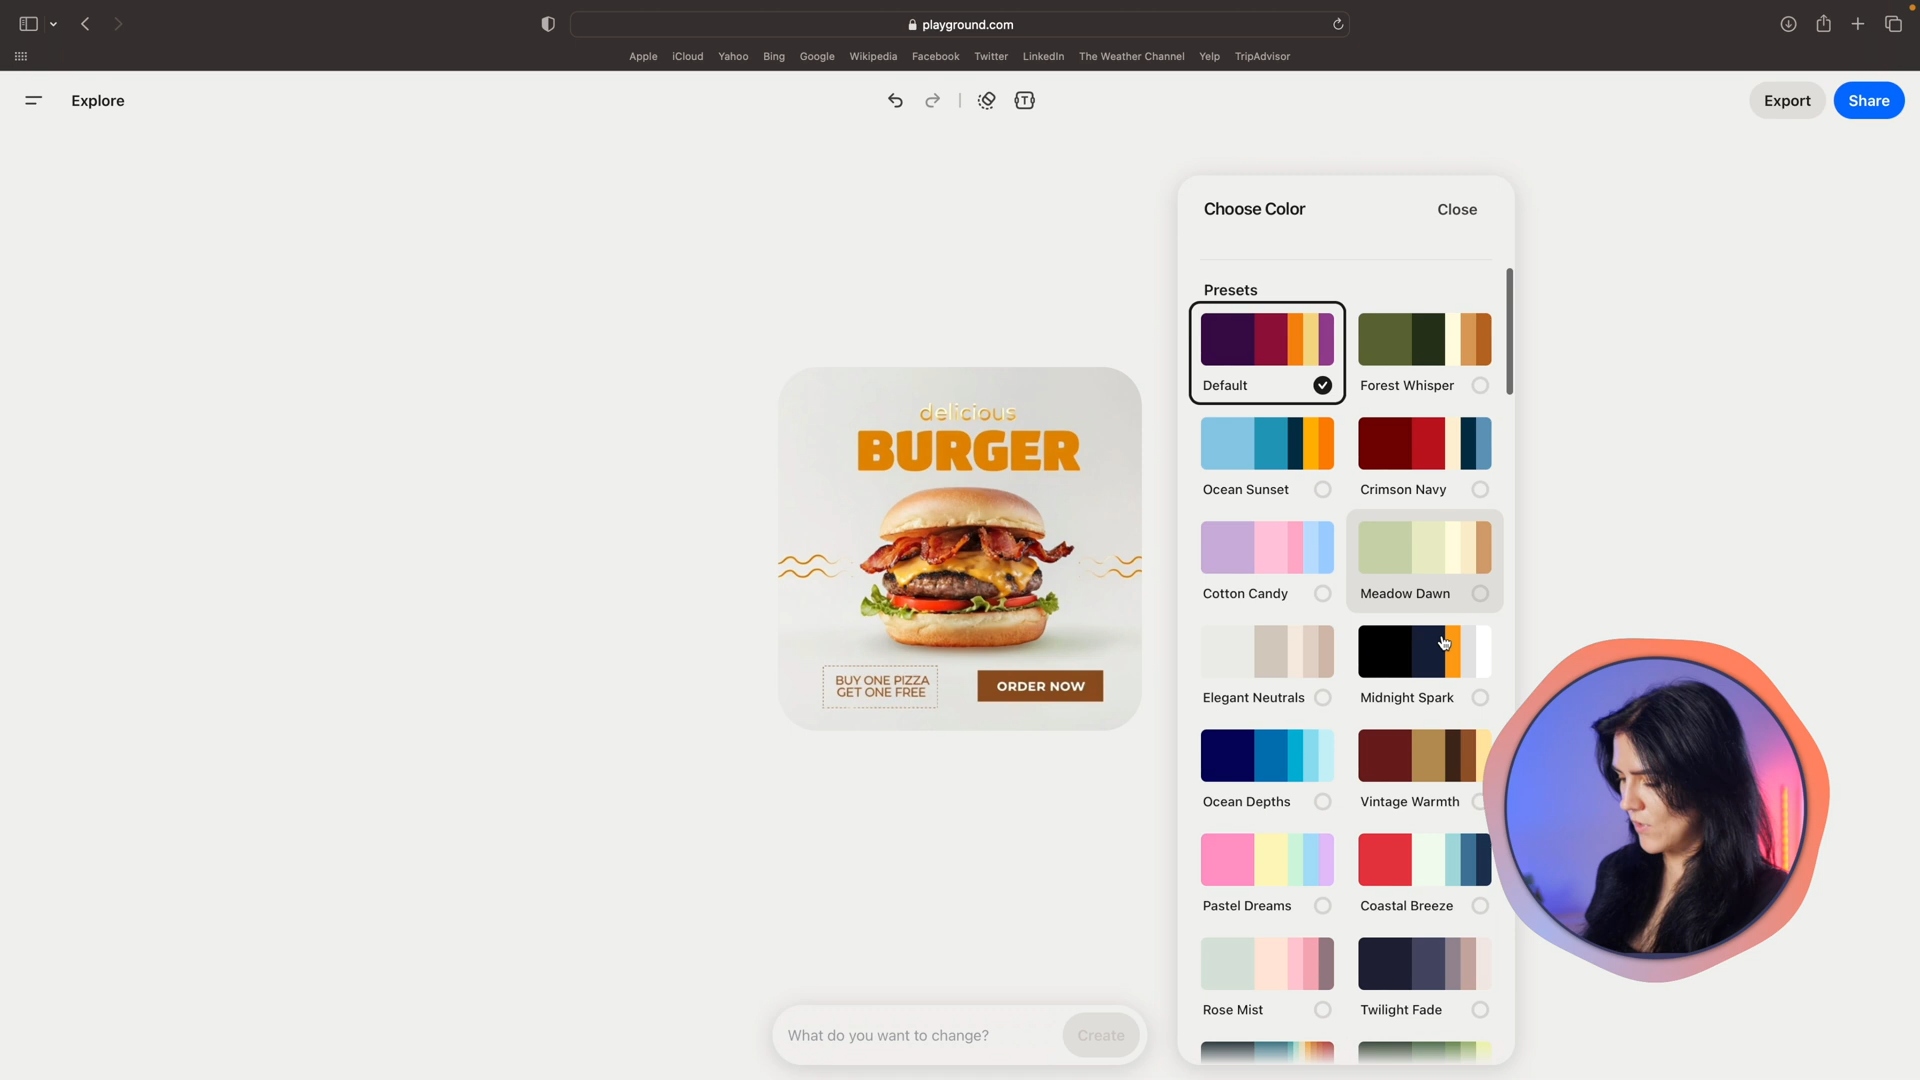 playground.com
Apple iCloud Yahoo Bing Google Wikipedia Facebook Twitter LinkedIn The Weather Channel Yelp TripAdvisor
Explore
T
Export
Share
Choose Color
Close
Presets
Default
Forest Whisper
Ocean Sunset
Crimson Navy
Cotton Candy
Meadow Dawn
Elegant Neutrals
Midnight Spark
Ocean Depths
Vintage Warmth
Pastel Dreams
Coastal Breeze
Rose Mist
Twilight Fade
delicious
BURGER
BUY ONE PIZZA
GET ONE FREE
ORDER NOW
What do you want to change?
Create